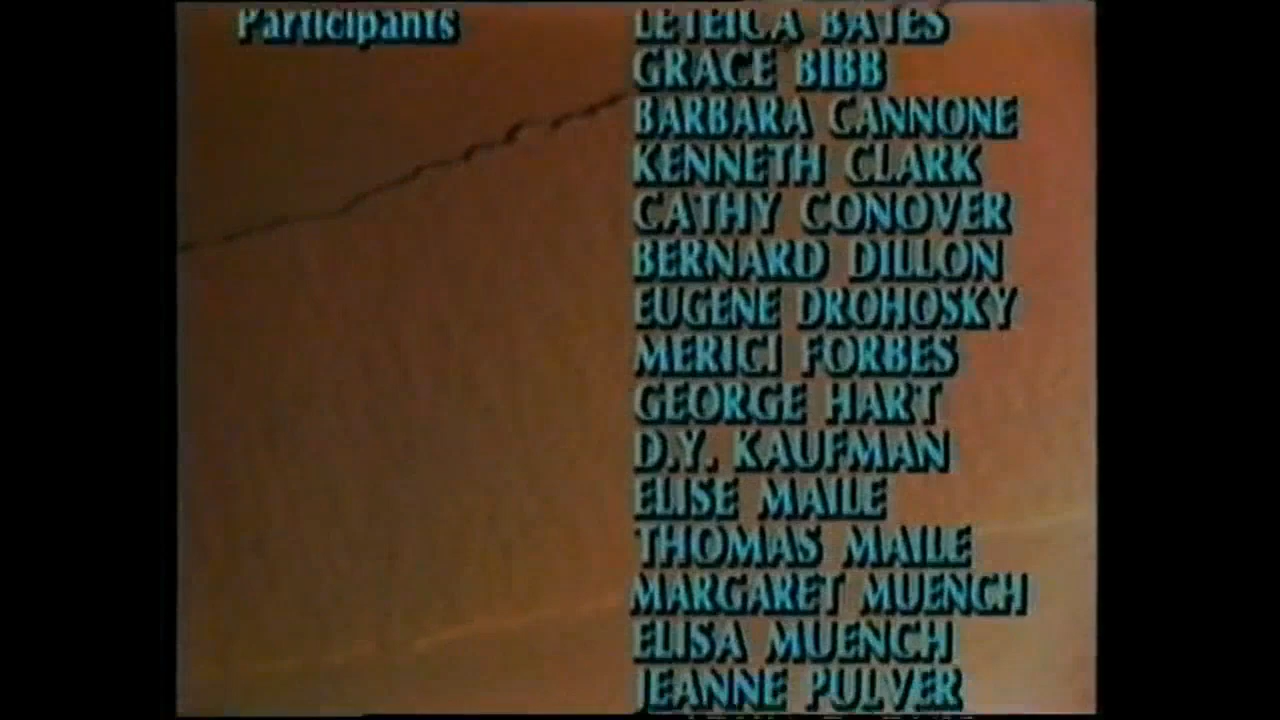 Participants LETEICA BATES
GRACE BIBB
BARBARA CANNONE
KENNETH CLARK
CATHY CONOVER
BERNARD DILLON
EUGENE DROHOSKY
MERICI FORBES
GEORGE HART
D.Y. KAUFMAN
ELISE MAILE
THOMAS MAILE
MARGARET MUENCH
ELISA MUENCH
JEANNE PULVER